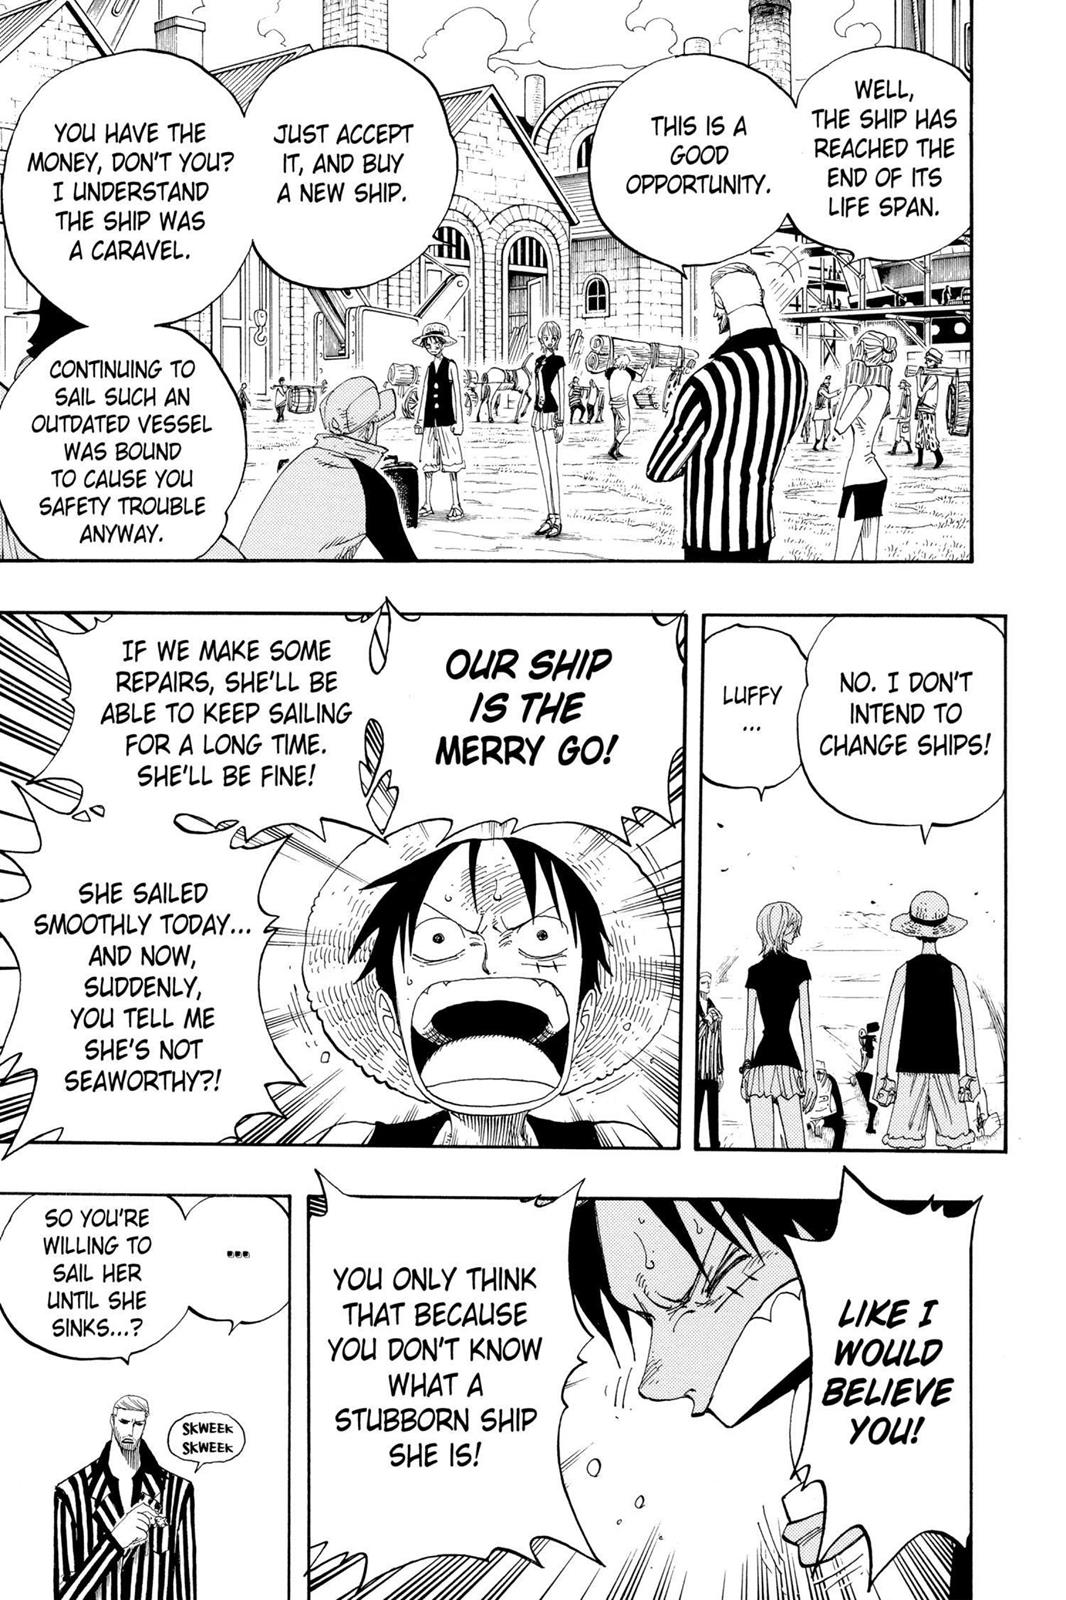 WELL,
THE SHIP HAS
REACHED THE
END OF ITS
LIFE SPAN.
THIS IS A
GOOD
OPPORTUNITY.
JUST ACCEPT
IT, AND BUY
A NEW SHIP.
YOU HAVE THE
MONEY, DON'T YOU?
I UNDERSTAND
THE SHIP WAS
A CARAVEL.
CONTINUING TO
SAIL SUCH AN
OUTDATED VESSEL
WAS BOUND
TO CAUSE YOU
SAFETY TROUBLE
ANYWAY.
NO. I DON'T
INTEND TO
CHANGE SHIPS!
LUFFY
...
OUR SHIP
IS THE
MERRY GO!
IF WE MAKE SOME
REPAIRS, SHE'LL BE
ABLE TO KEEP SAILING
FOR A LONG TIME.
SHE'LL BE FINE!
SHE SAILED
SMOOTHLY TODAY...
AND NOW,
SUDDENLY,
YOU TELL ME
SHE'S NOT
SEAWORTHY?!
LIKE I
WOULD
BELIEVE
YOU!
YOU ONLY THINK
THAT BECAUSE
YOU DON'T KNOW
WHAT A
STUBBORN SHIP
SHE IS!
...
SO YOU'RE
WILLING TO
SAIL HER
UNTIL SHE
SINKS...?
SKWEEK
SKWEEK